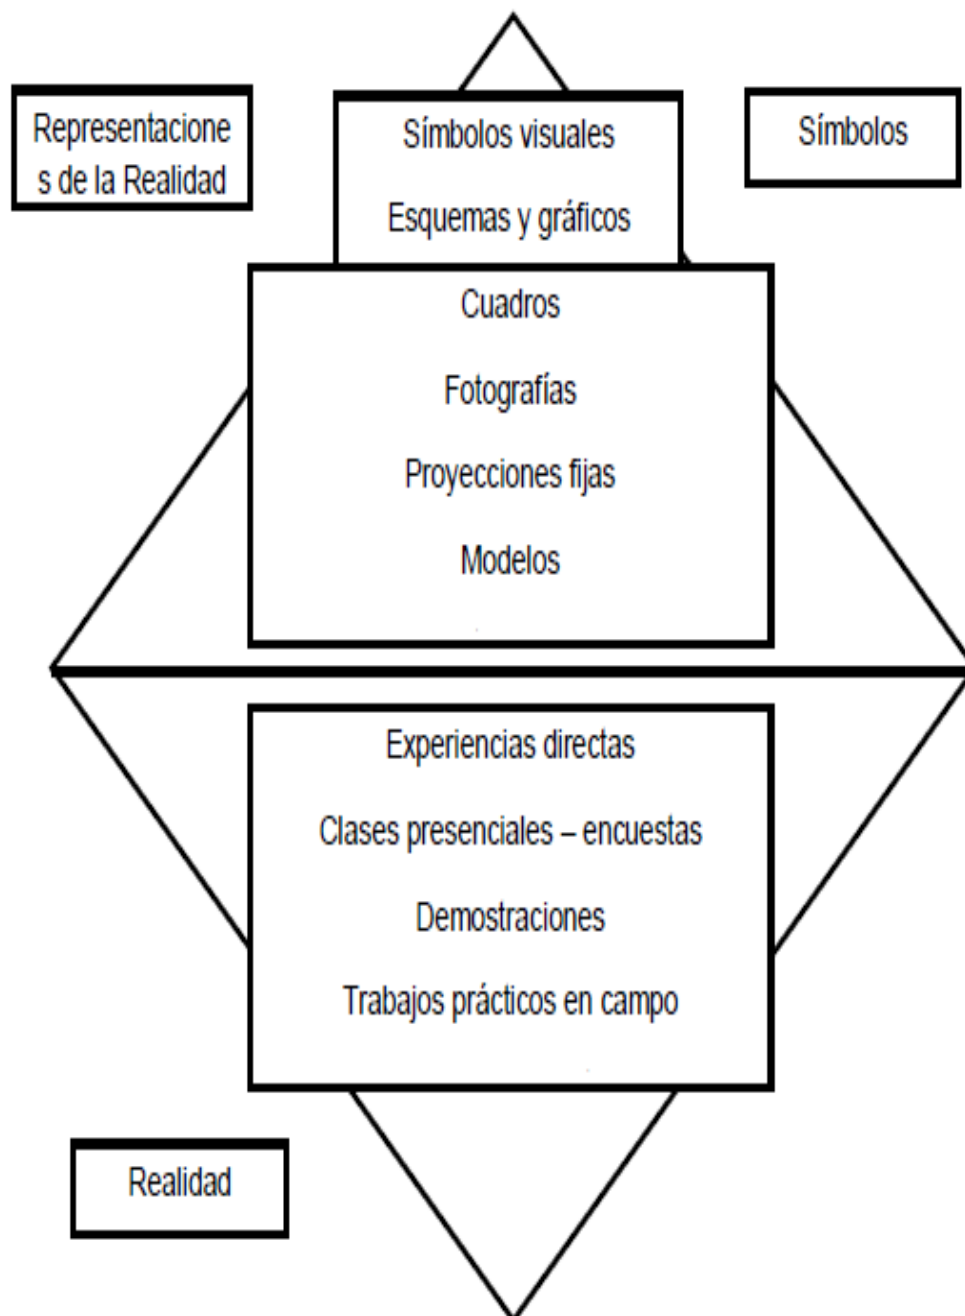 Representacione
s de la Realidad
Símbolos visuales
Esquemas y gráficos
Símbolos
Cuadros
Fotografías
Proyecciones fijas
Modelos
Experiencias directas
Clases presenciales – encuestas
Demostraciones
Trabajos prácticos en campo
Realidad